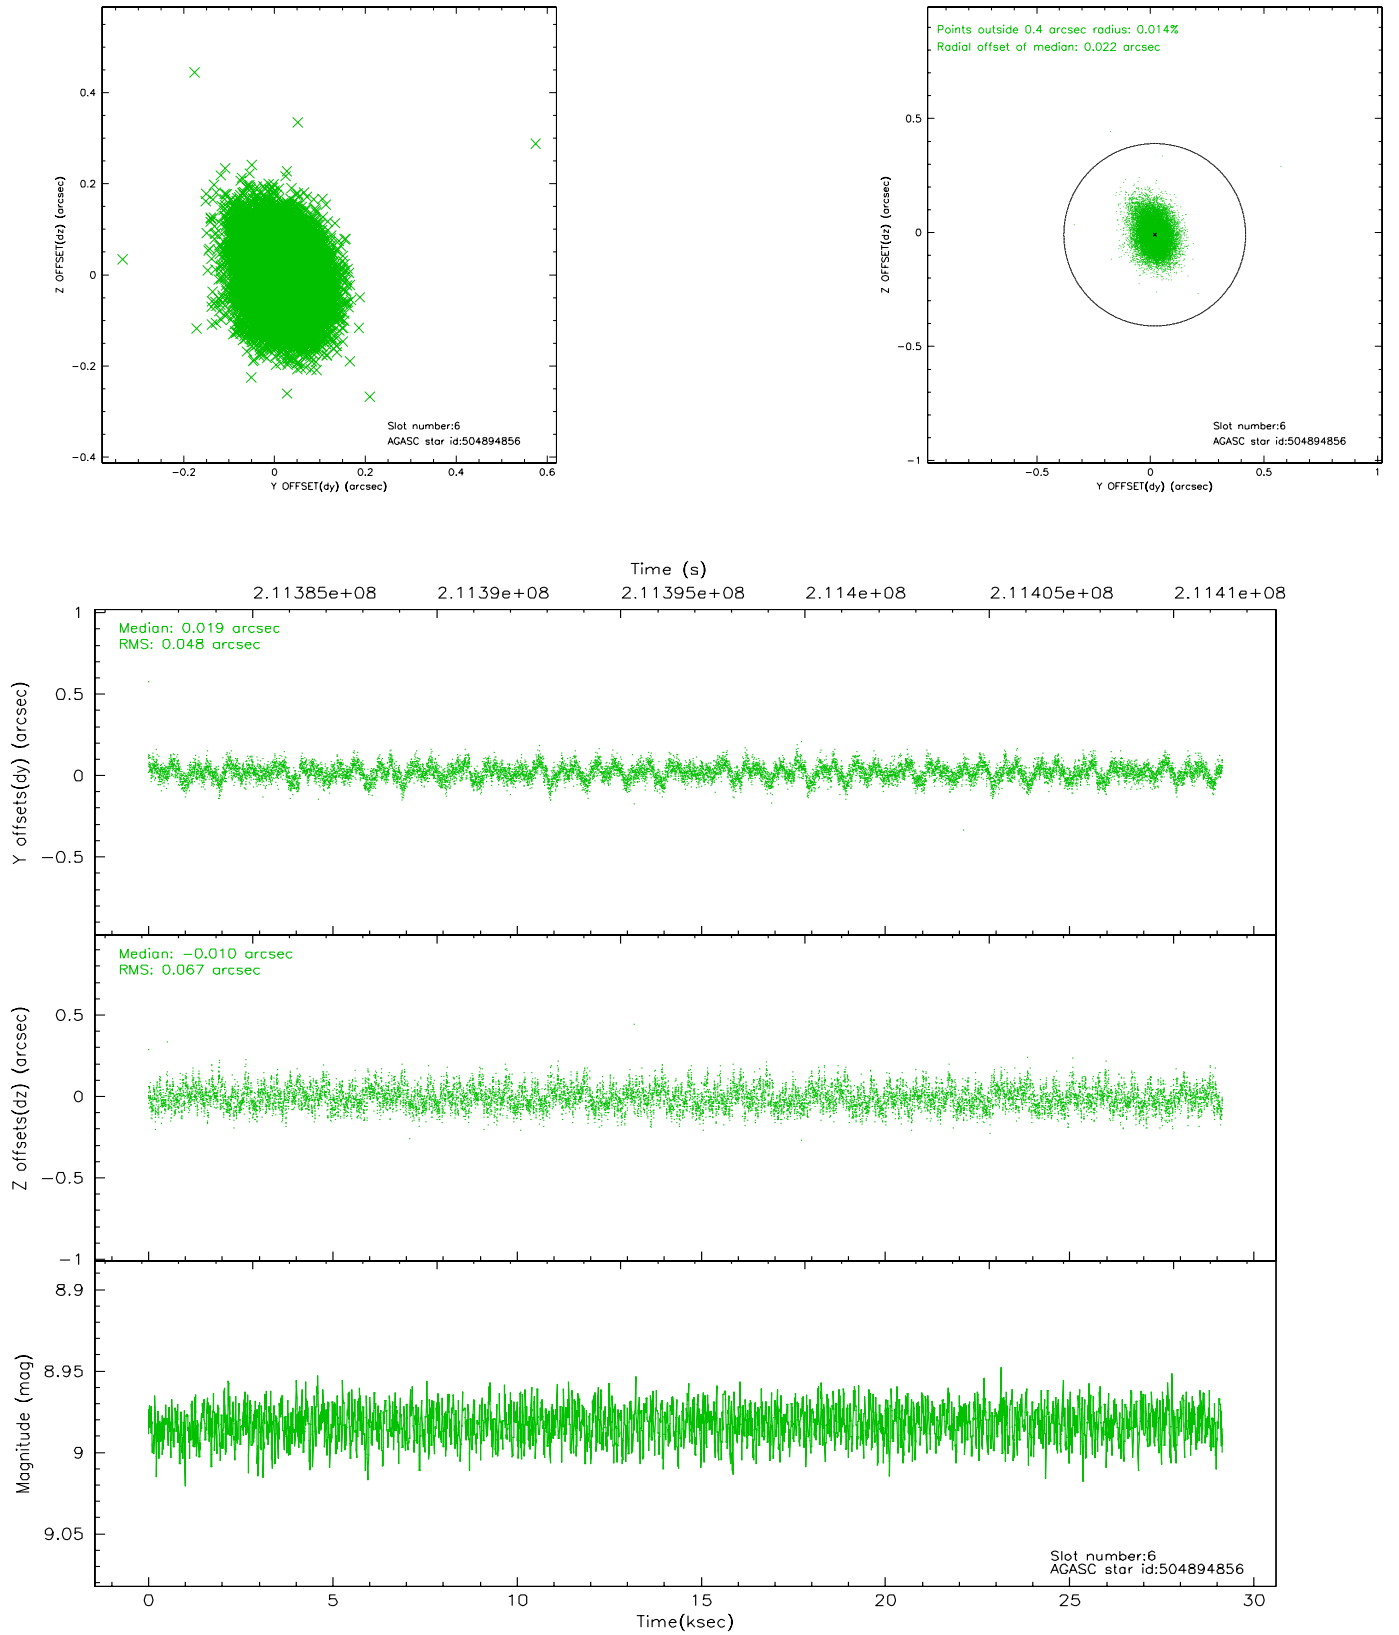 0.4
0.2
0
−0.2
−0.4
Z OFFSET(dz) (arcsec)
Slot number:6
AGASC star id:504894856
−0.2 0 0.2 0.4 0.6
Y OFFSET(dy) (arcsec)
Points outside 0.4 arcsec radius: 0.014%
Radial offset of median: 0.022 arcsec
0.5
0
−0.5
−1
Z OFFSET(dz) (arcsec)
Slot number:6
AGASC star id:504894856
−0.5 0 0.5 1
Y OFFSET(dy) (arcsec)
Time (s)
2.11385e+08 2.1139e+08 2.11395e+08 2.114e+08 2.11405e+08 2.1141e+08
Median: 0.019 arcsec
RMS: 0.048 arcsec
1
0.5
0
−0.5
Y offsets(dy) (arcsec)
Median: −0.010 arcsec
RMS: 0.067 arcsec
0.5
0
−0.5
−1
Z offsets(dz) (arcsec)
8.9
8.95
9
9.05
Magnitude (mag)
Slot number:6
AGASC star id:504894856
0 5 10 15 20 25 30
Time(ksec)